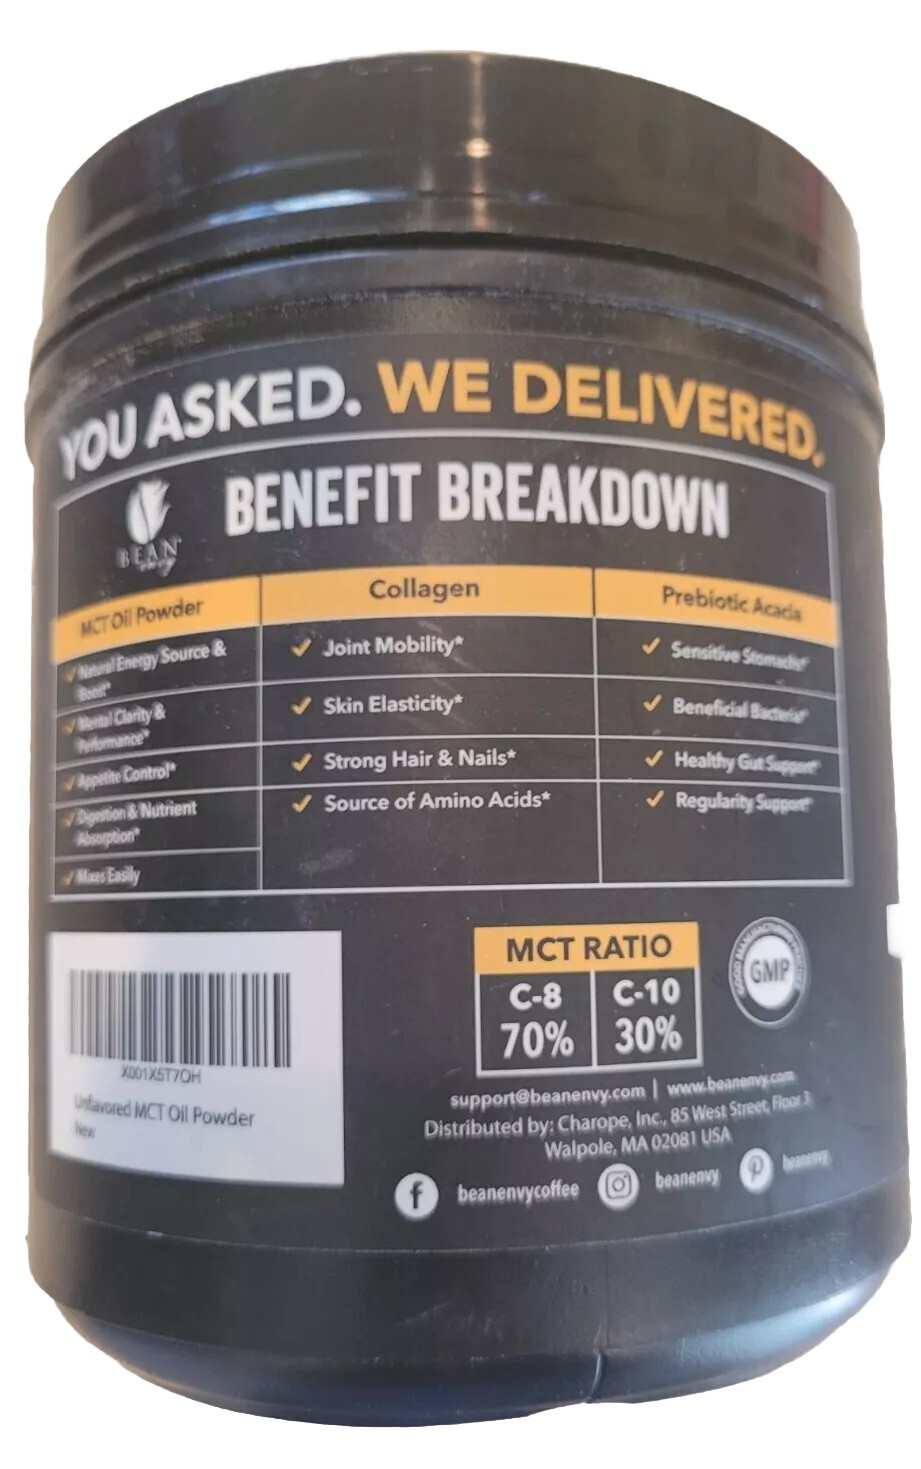 YOU ASKED. WE DELIVERED.
BEAN
envy
BENEFIT BREAKDOWN
MCT Oil Powder
Natural Energy Source &
Boost*
Mental Clarity &
Performance*
Appetite Control*
Digestion & Nutrient
Absorption*
Mixes Easily
Collagen
Joint Mobility*
Skin Elasticity*
Strong Hair & Nails*
Source of Amino Acids*
Prebiotic Acacia
Sensitive Stomachs*
Beneficial Bacteria*
Healthy Gut Support*
Regularity Support*
X001X5T7OH
Unflavored MCT Oil Powder
New
MCT RATIO
C-8 C-10
70% 30%
GOOD MANUFACTURING PRACTICE
GMP
support@beanenvy.com | www.beanenvy.com
Distributed by: Charope, Inc., 85 West Street, Floor 3
Walpole, MA 02081 USA
f beanenvycoffee beanenvy beanenvy